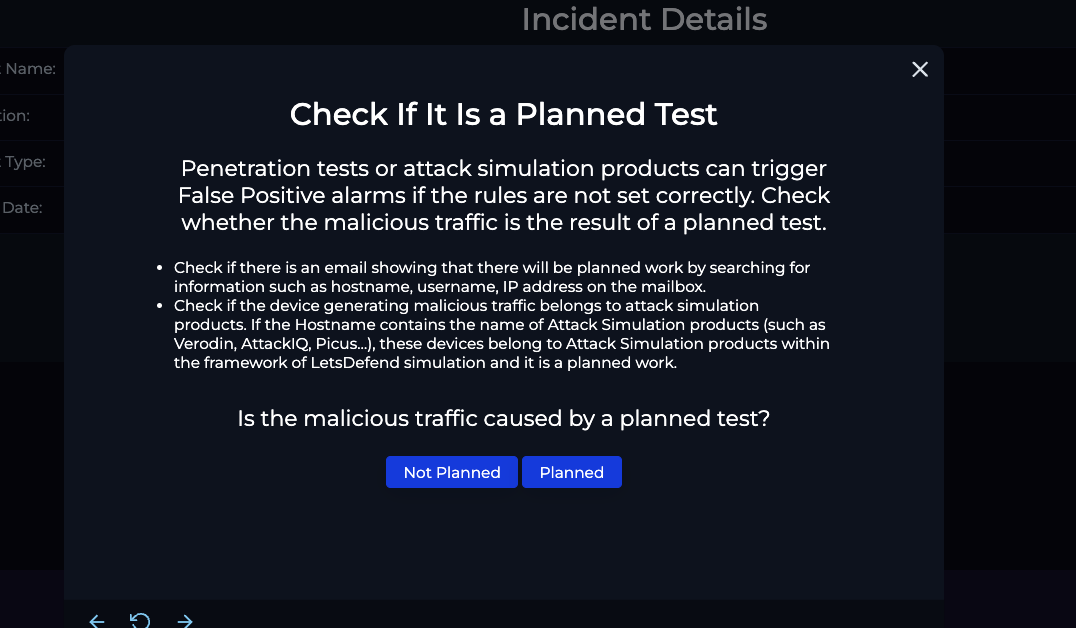 Incident Details
Name:
tion:
Type:
Date:
Check If It Is a Planned Test
Penetration tests or attack simulation products can trigger
False Positive alarms if the rules are not set correctly. Check
whether the malicious traffic is the result of a planned test.
• Check if there is an email showing that there will be planned work by searching for
information such as hostname, username, IP address on the mailbox.
• Check if the device generating malicious traffic belongs to attack simulation
products. If the Hostname contains the name of Attack Simulation products (such as
Verodin, AttackIQ, Picus...), these devices belong to Attack Simulation products within
the framework of LetsDefend simulation and it is a planned work.
Is the malicious traffic caused by a planned test?
Not Planned Planned